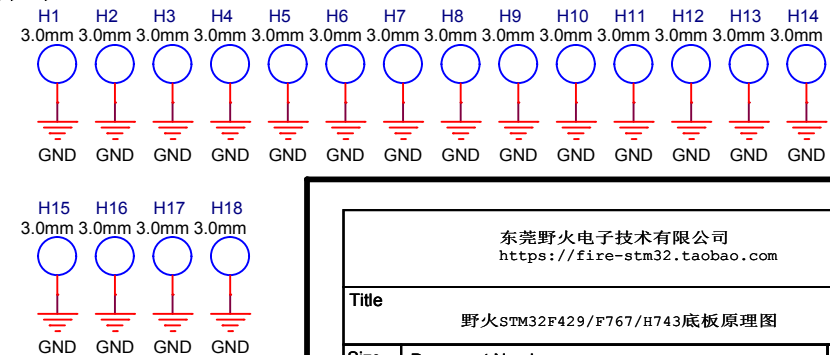 H1 H2 H3 H4 H5 H6 H7 H8 H9 H10 H11 H12 H13 H14
3.0mm 3.0mm 3.0mm 3.0mm 3.0mm 3.0mm 3.0mm 3.0mm 3.0mm 3.0mm 3.0mm 3.0mm 3.0mm 3.0mm
GND GND GND GND GND GND GND GND GND GND GND GND GND GND
H15 H16 H17 H18
3.0mm 3.0mm 3.0mm 3.0mm
GND GND GND GND
东莞野火电子技术有限公司
https://fire-stm32.taobao.com
Title
野火STM32F429/F767/H743底板原理图